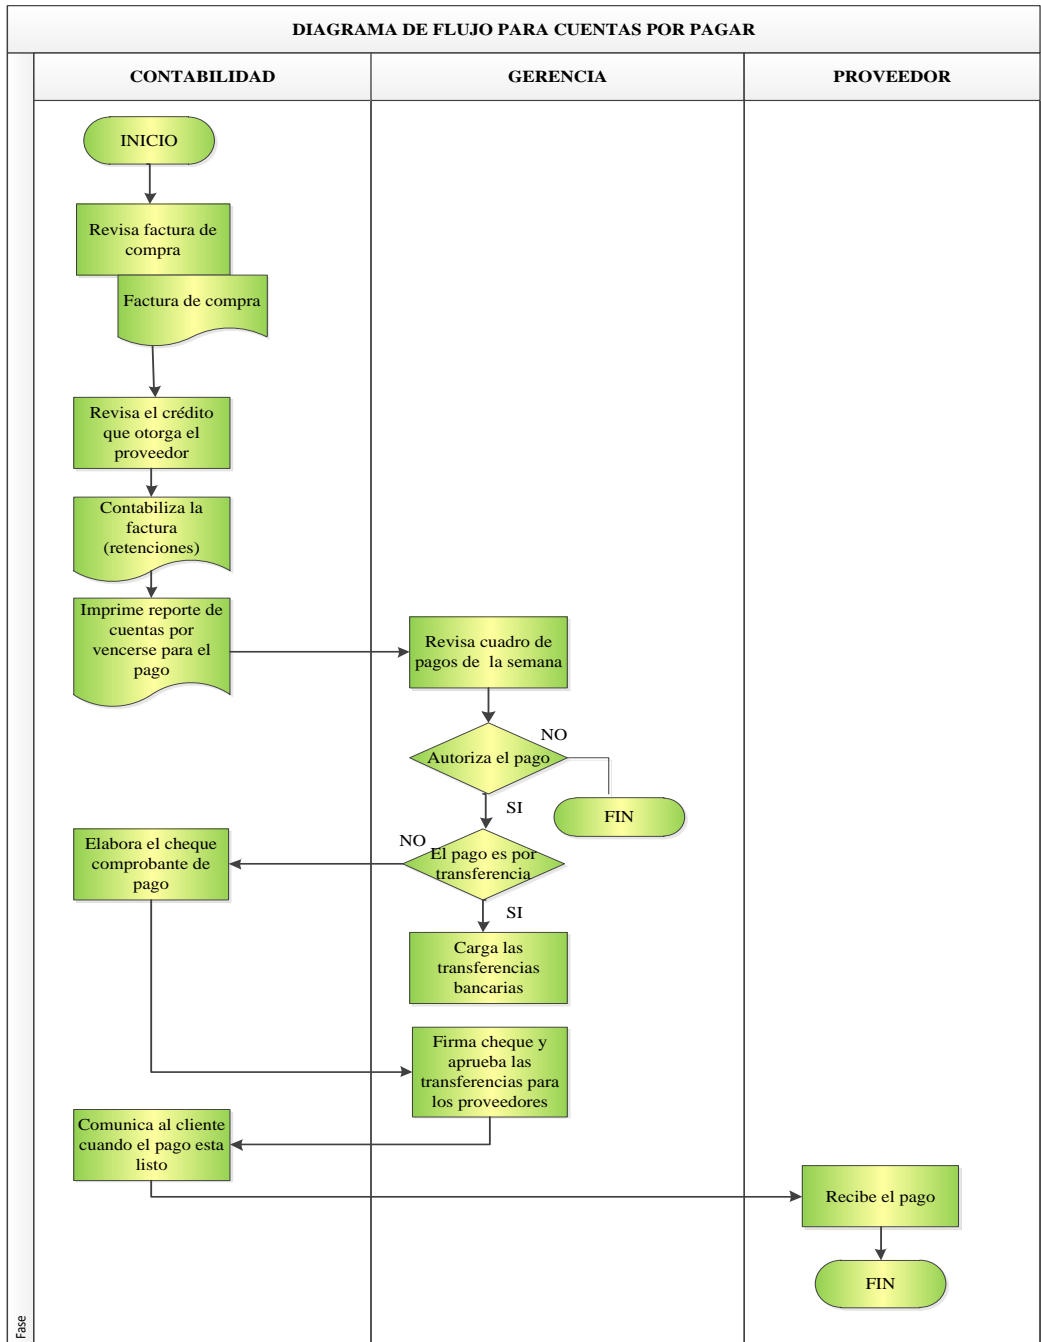 DIAGRAMA DE FLUJO PARA CUENTAS POR PAGAR
CONTABILIDAD
GERENCIA
PROVEEDOR
INICIO
Revisa factura de
compra
Factura de compra
Revisa el crédito
que otorga el
proveedor
Contabiliza la
factura
(retenciones)
Imprime reporte de
cuentas por
vencerse para el
pago
Revisa cuadro de
pagos de la semana
Autoriza el pago
NO
FIN
SI
El pago es por
transferencia
NO
Elabora el cheque
comprobante de
pago
SI
Carga las
transferencias
bancarias
Firma cheque y
aprueba las
transferencias para
los proveedores
Comunica al cliente
cuando el pago esta
listo
Recibe el pago
FIN
Fase